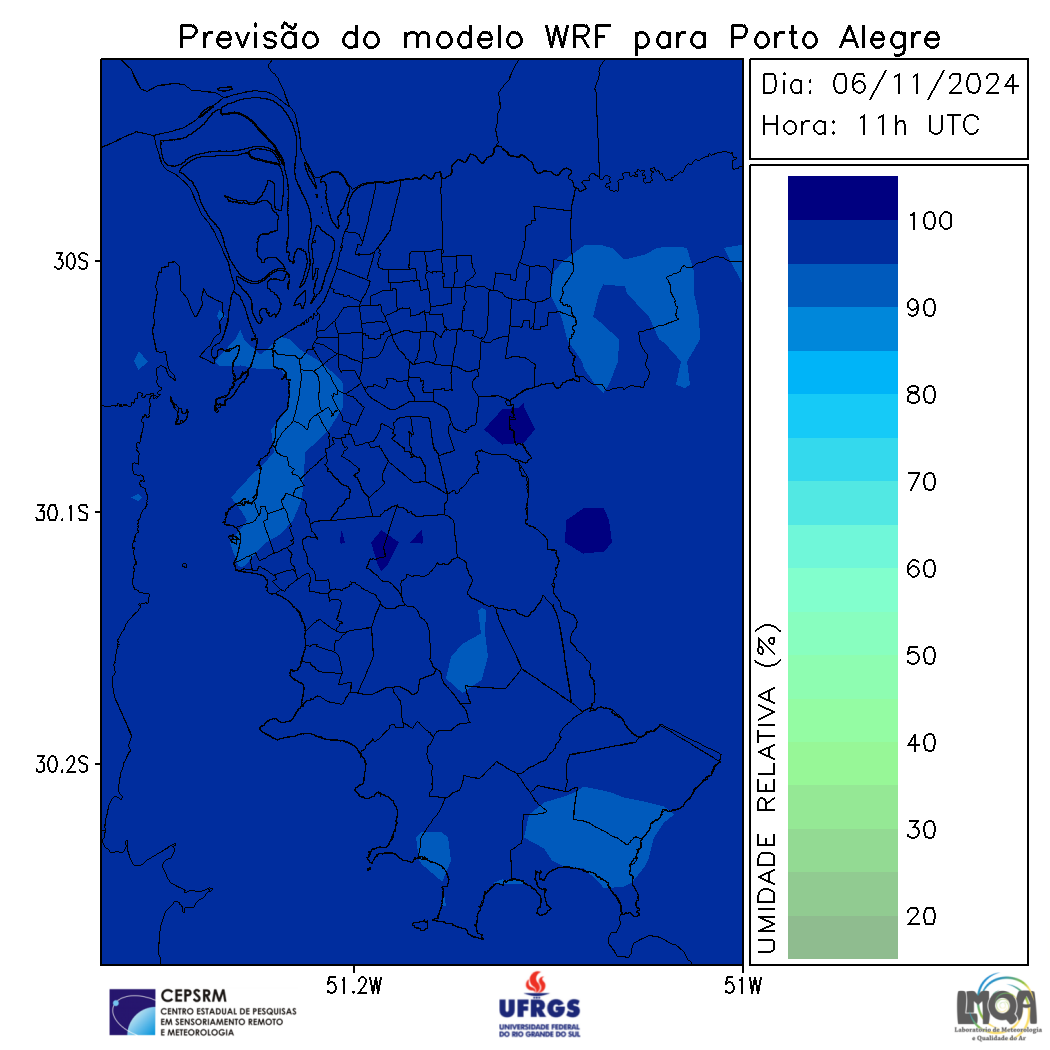 Previsão do modelo WRF para Porto Alegre
Dia: 06/11/2024
Hora: 11h UTC
30S
30.1S
30.2S
51.2W
51W
100
90
80
70
60
50
40
30
20
UMIDADE RELATIVA (%)
CEPSRM
CENTRO ESTADUAL DE PESQUISAS
EM SENSORIAMENTO REMOTO
E METEOROLOGIA
UFRGS
UNIVERSIDADE FEDERAL
DO RIO GRANDE DO SUL
LMQA
Laboratório de Meteorologia
e Qualidade do Ar